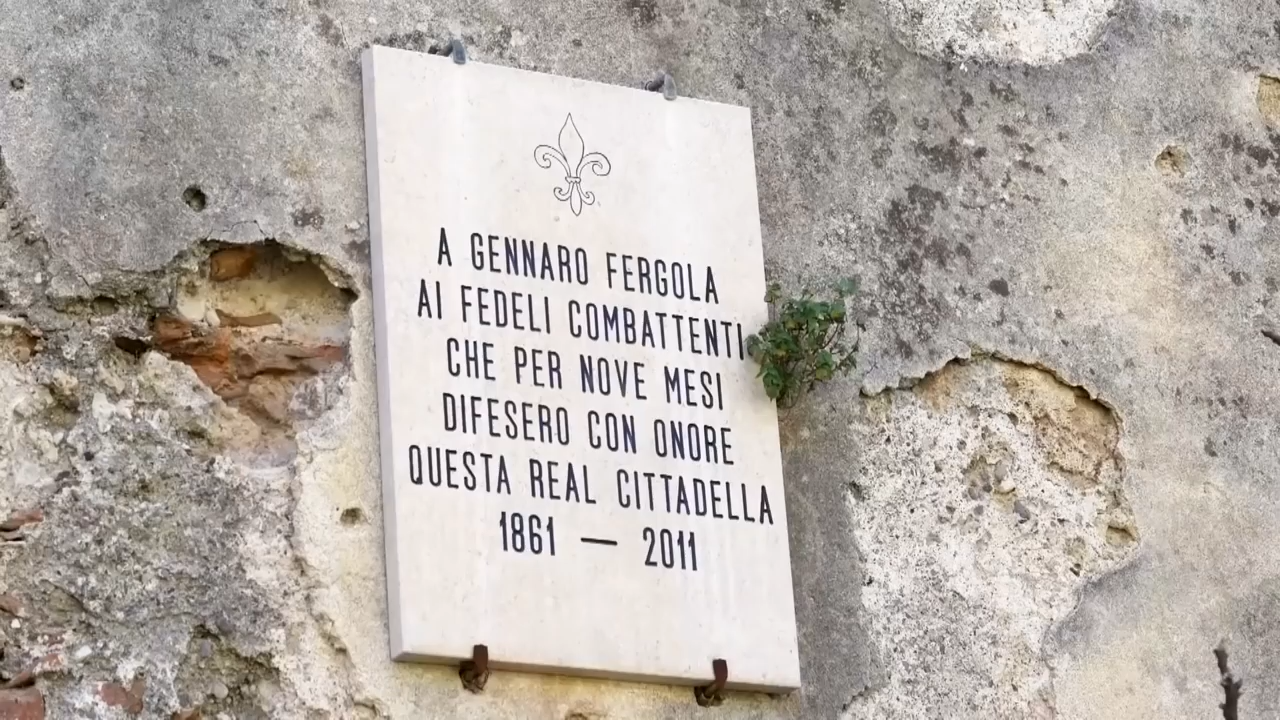 A GENNARO FERGOLA
AI FEDELI COMBATTENTI
CHE PER NOVE MESI
DIFESERO CON ONORE
QUESTA REAL CITTADELLA
1861 — 2011